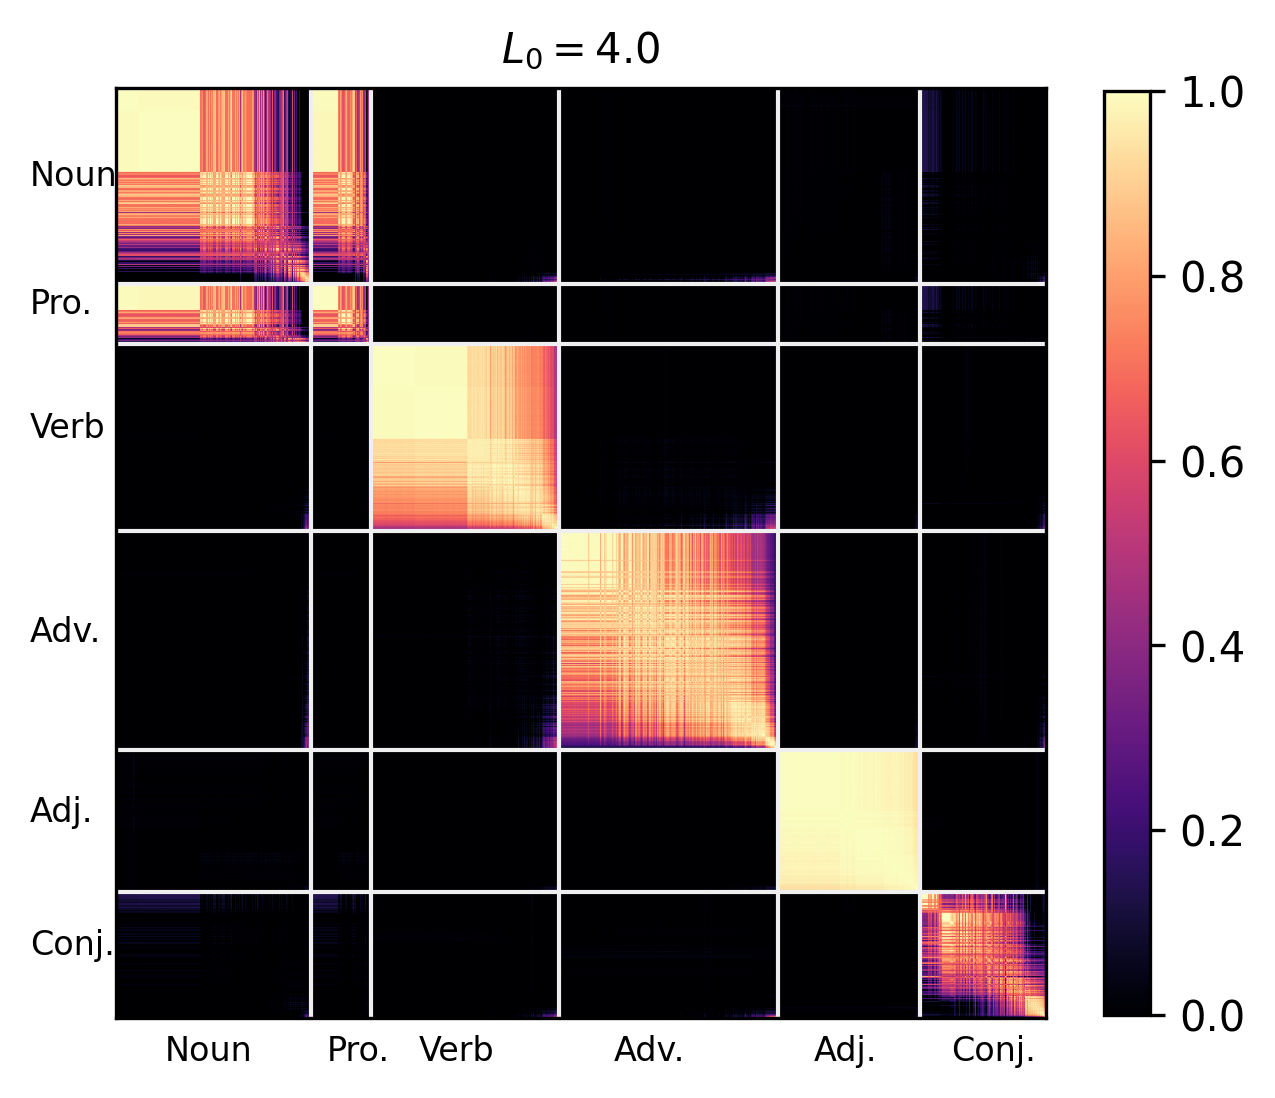 L₀ = 4.0
Noun
Pro.
Verb
Adv.
Adj.
Conj.
Noun Pro. Verb Adv. Adj. Conj.
1.0
0.8
0.6
0.4
0.2
0.0